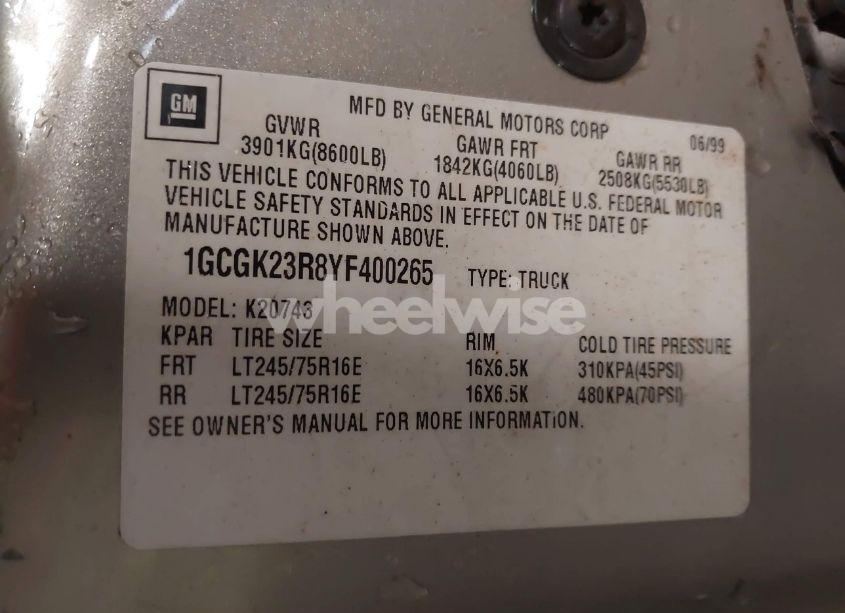 GM
MFD BY GENERAL MOTORS CORP 06/99
GVWR GAWR FRT GAWR RR
3901KG(8600LB) 1842KG(4060LB) 2508KG(5530LB)
THIS VEHICLE CONFORMS TO ALL APPLICABLE U.S. FEDERAL MOTOR
VEHICLE SAFETY STANDARDS IN EFFECT ON THE DATE OF
MANUFACTURE SHOWN ABOVE.
1GCGK23R8YF400265 TYPE: TRUCK
wheelwise
MODEL: K20743
KPAR TIRE SIZE RIM COLD TIRE PRESSURE
FRT LT245/75R16E 16X6.5K 310KPA(45PSI)
RR LT245/75R16E 16X6.5K 480KPA(70PSI)
SEE OWNER'S MANUAL FOR MORE INFORMATION.